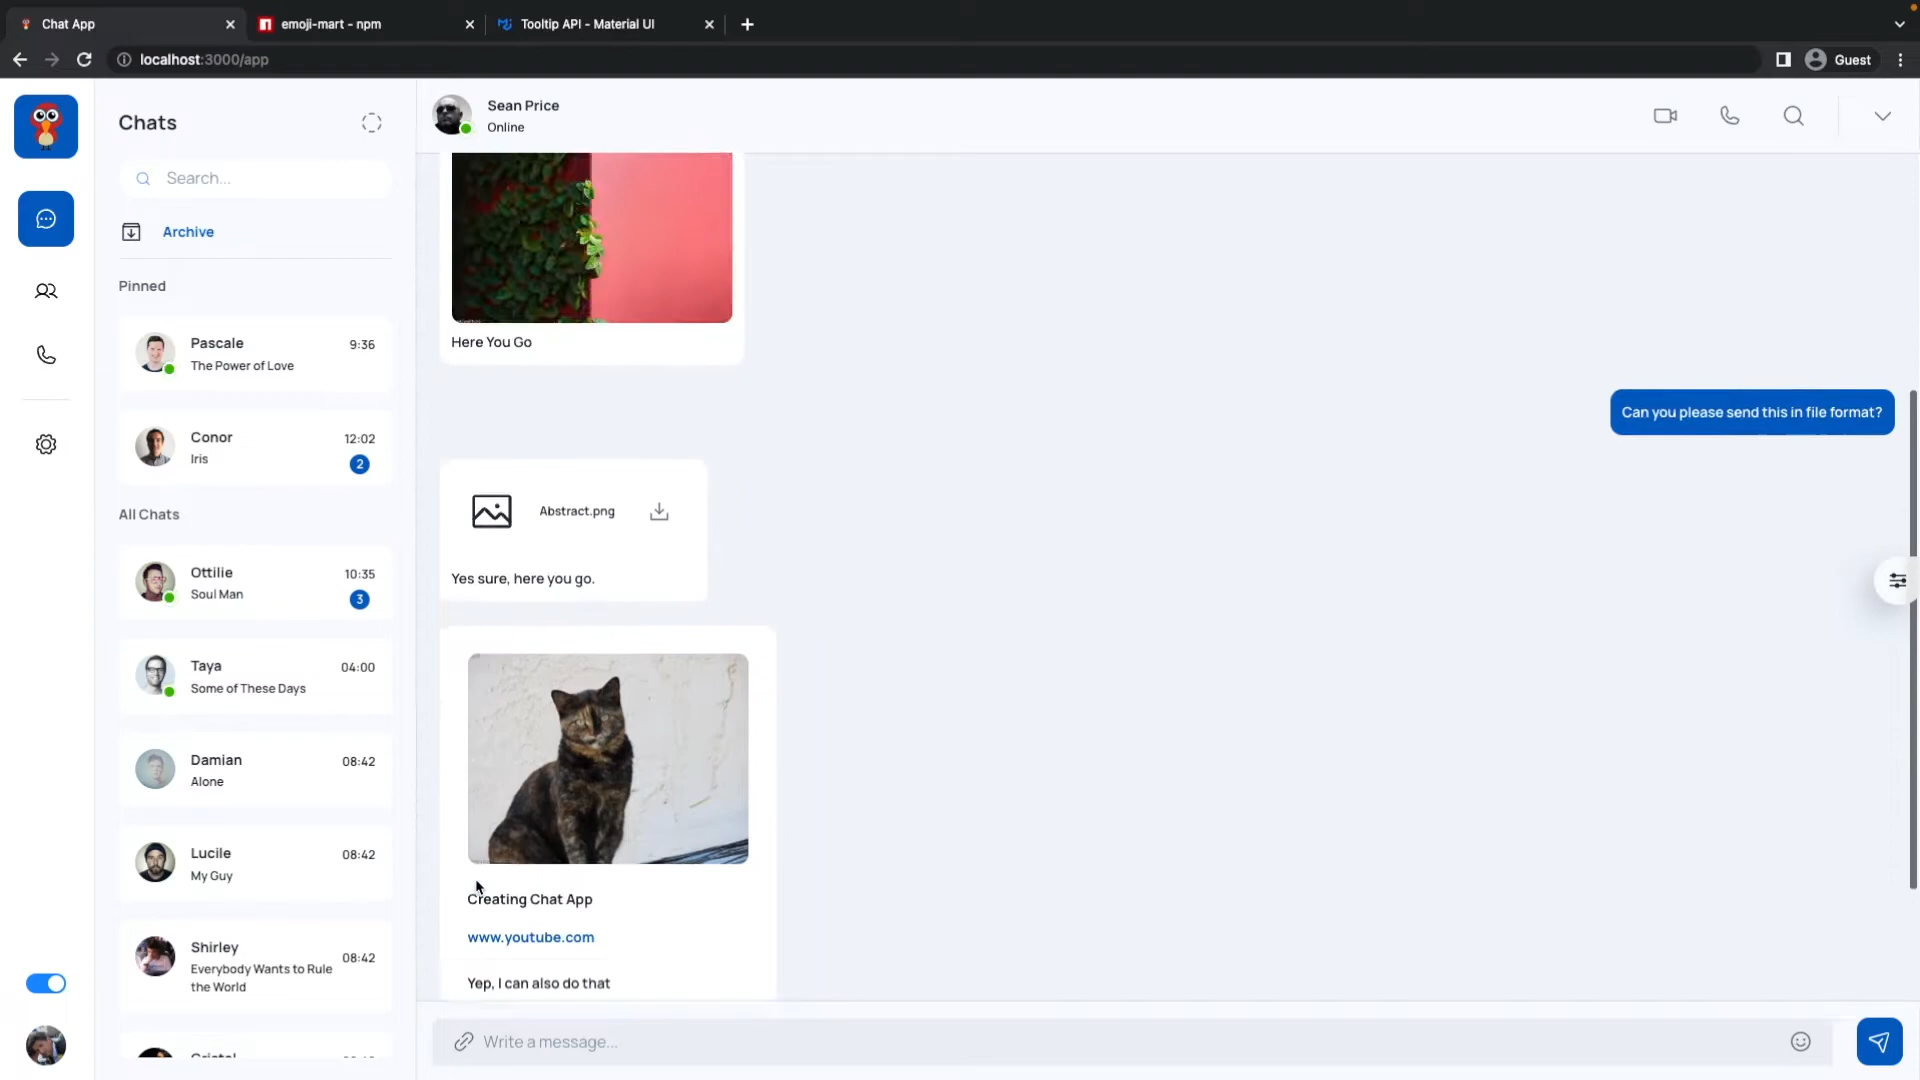 Chat App
emoji-mart - npm
Tooltip API - Material UI
localhost:3000/app
Guest
Chats
Search...
Archive
Pinned
Pascale
9:36
The Power of Love
Conor
12:02
Iris
2
All Chats
Ottilie
10:35
Soul Man
3
Taya
04:00
Some of These Days
Damian
08:42
Alone
Lucile
08:42
My Guy
Shirley
08:42
Everybody Wants to Rule
the World
Sean Price
Online
Here You Go
Can you please send this in file format?
Abstract.png
Yes sure, here you go.
Creating Chat App
www.youtube.com
Yep, I can also do that
Write a message...